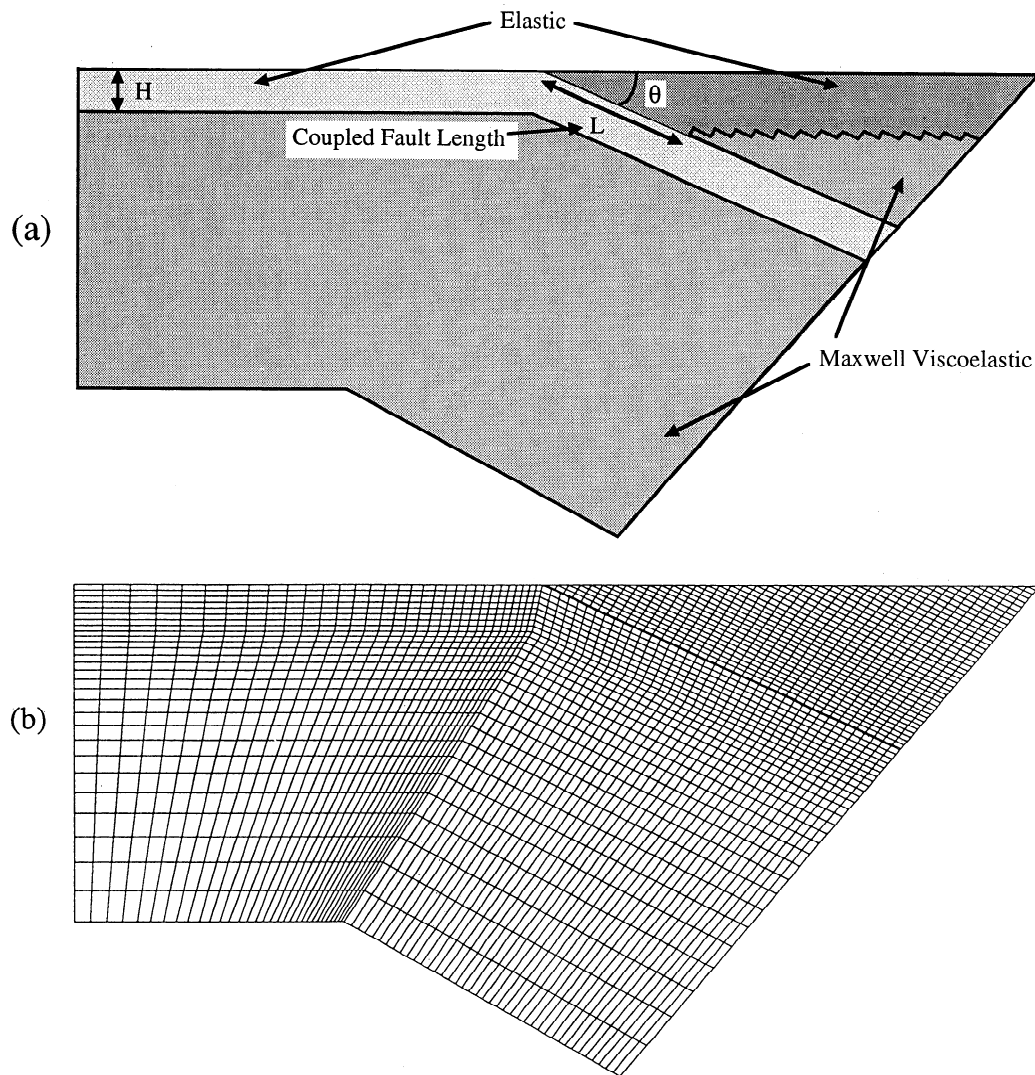 Elastic
H
θ
L
Coupled Fault Length
(a)
Maxwell Viscoelastic
(b)